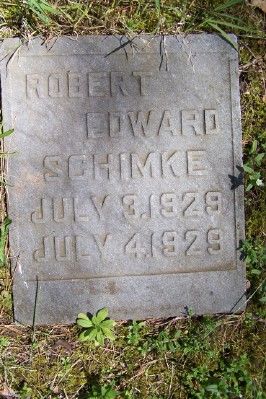 ROBERT
EDWARD
SCHIMKE
JULY 3,1929
JULY 4,1929